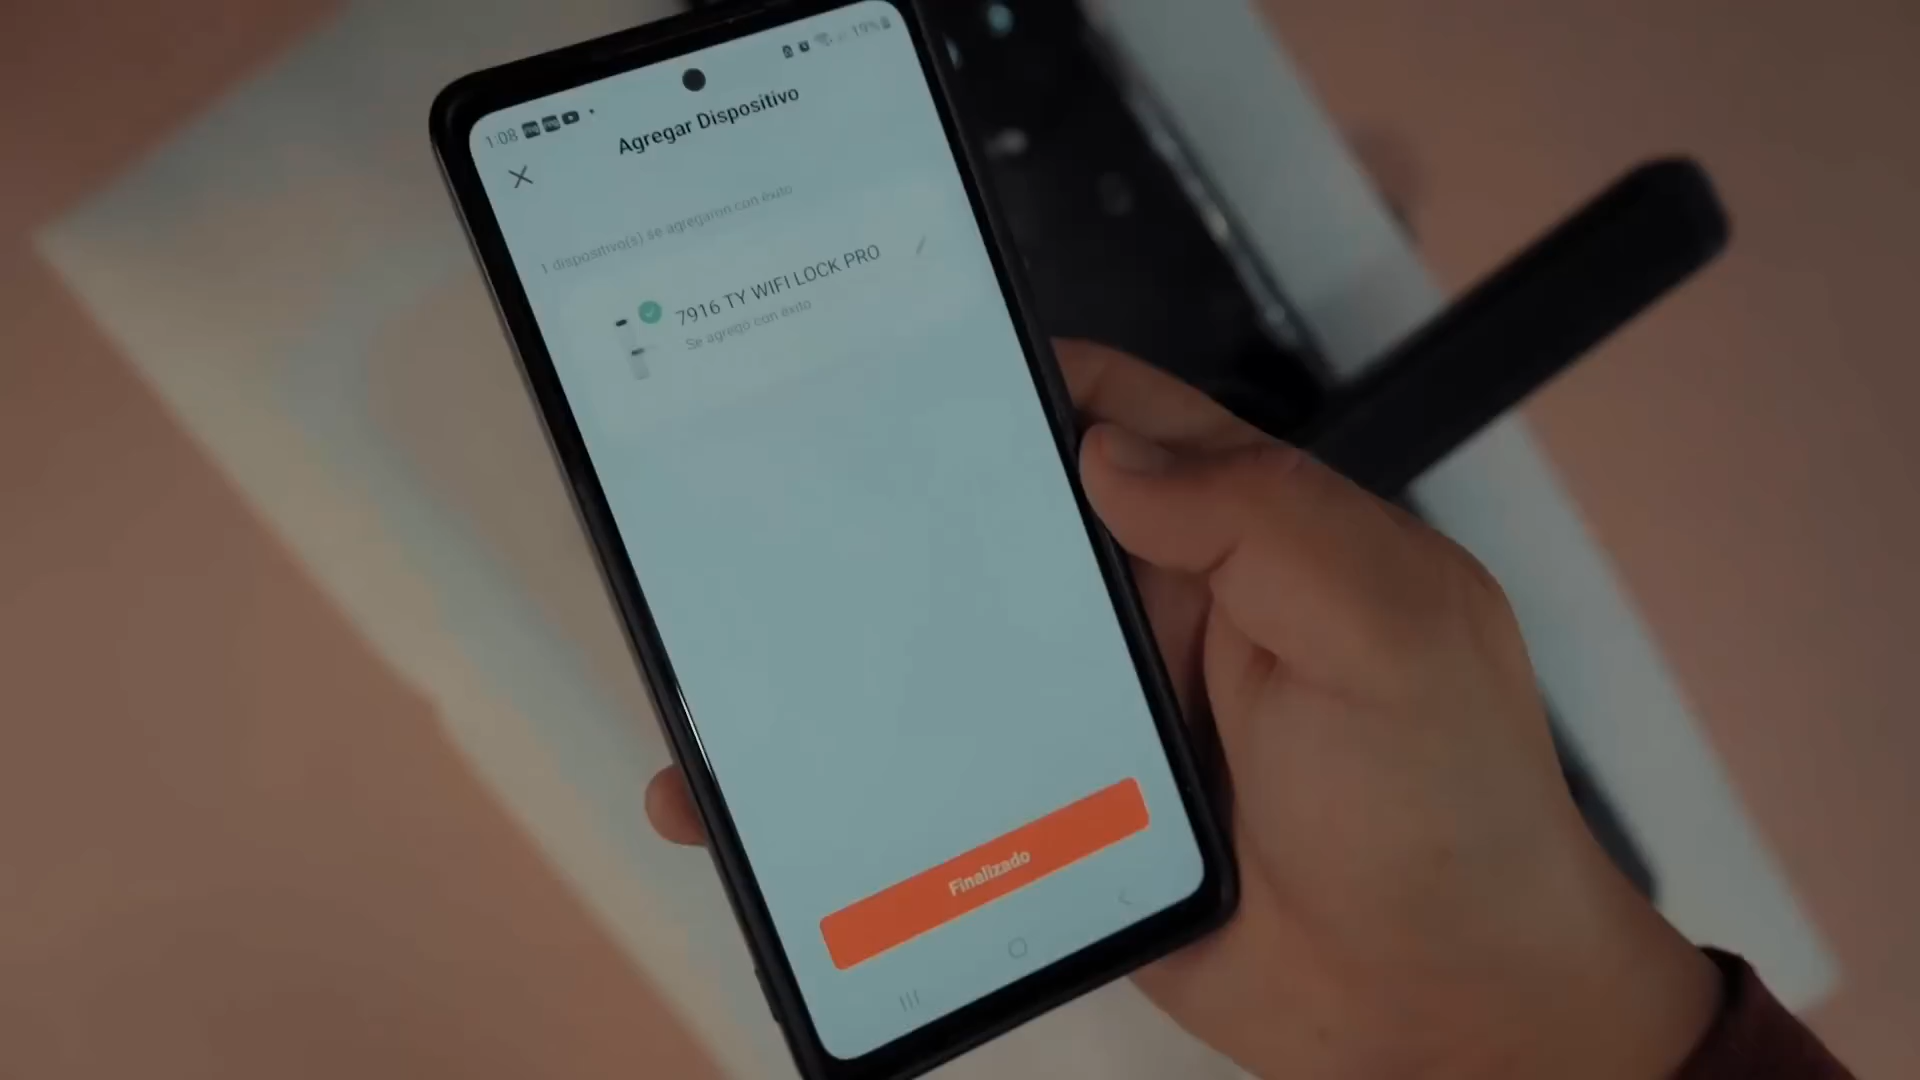 1:08
19%
Agregar Dispositivo
1 dispositivo(s) se agregaron con éxito
7916 TY WIFI LOCK PRO
Se agregó con éxito
Finalizado